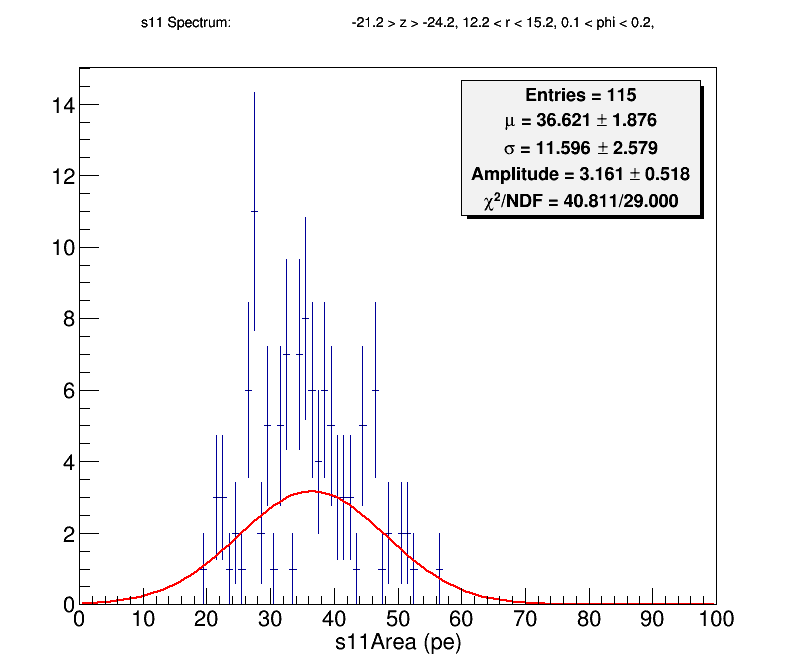 s11 Spectrum: -21.2 > z > -24.2, 12.2 < r < 15.2, 0.1 < phi < 0.2,
Entries = 115
μ = 36.621 ± 1.876
σ = 11.596 ± 2.579
Amplitude = 3.161 ± 0.518
χ²/NDF = 40.811/29.000
14
12
10
8
6
4
2
0
0 10 20 30 40 50 60 70 80 90 100
s11Area (pe)